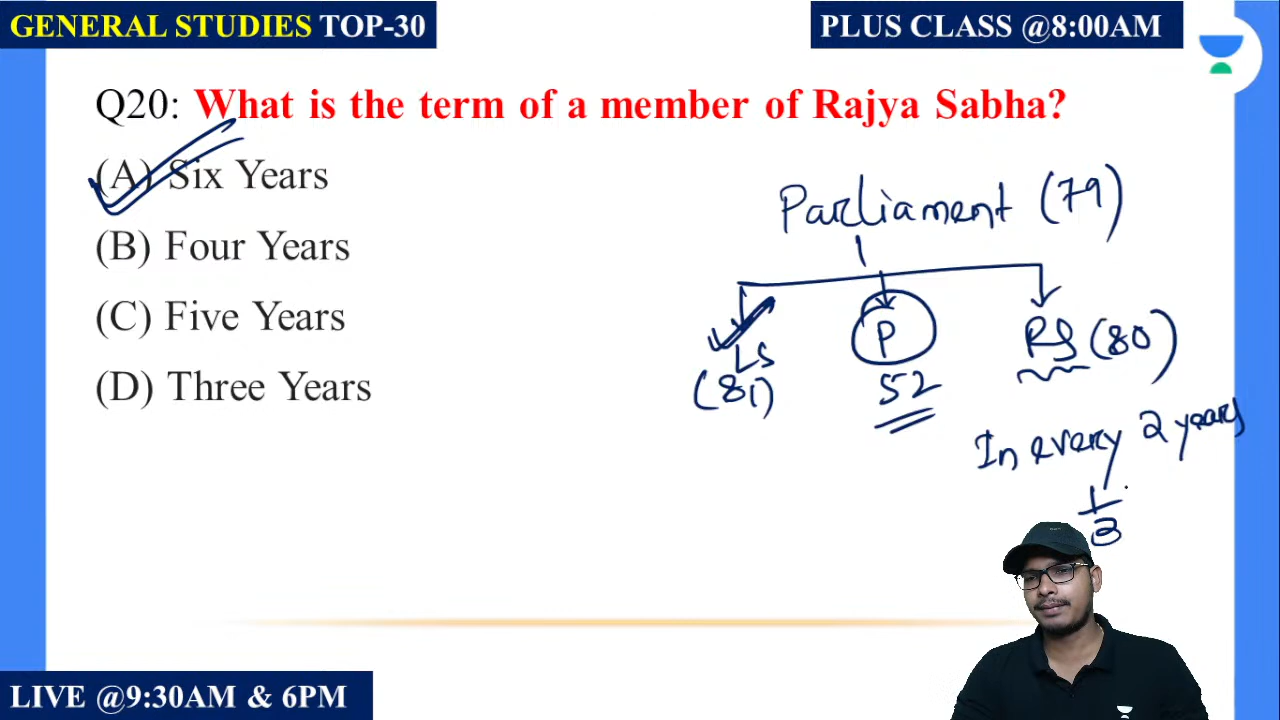 GENERAL STUDIES TOP-30
PLUS CLASS @8:00AM
Q20: What is the term of a member of Rajya Sabha?
(A) Six Years
(B) Four Years
(C) Five Years
(D) Three Years
Parliament (79)
LS
(81)
P
52
RS (80)
In every 2 years
1/3
LIVE @9:30AM & 6PM